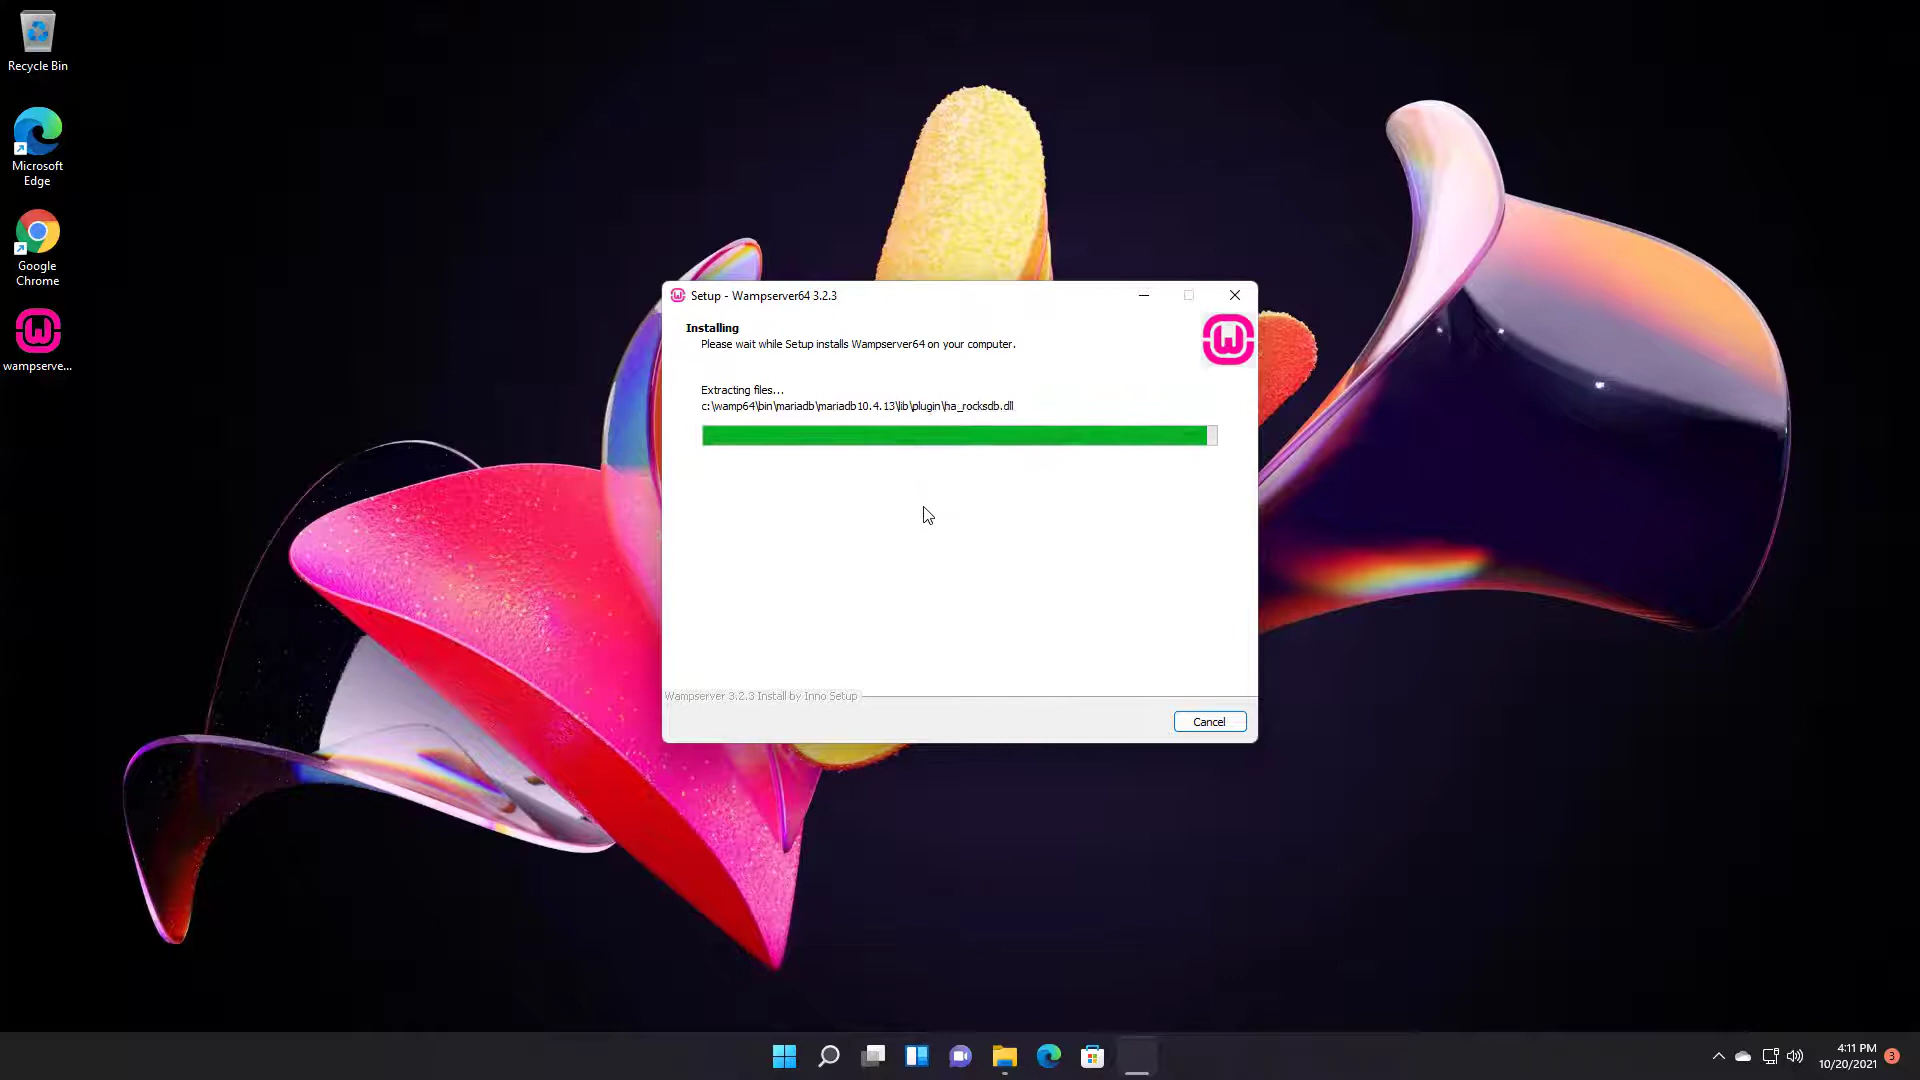 Recycle Bin
Microsoft
Edge
Google
Chrome
wampserve...
Setup - Wampserver64 3.2.3
Installing
Please wait while Setup installs Wampserver64 on your computer.
Extracting files...
c:\wamp64\bin\mariadb\mariadb10.4.13\lib\plugin\ha_rocksdb.dll
Wampserver 3.2.3 Install by Inno Setup
Cancel
4:11 PM
10/20/2021
3